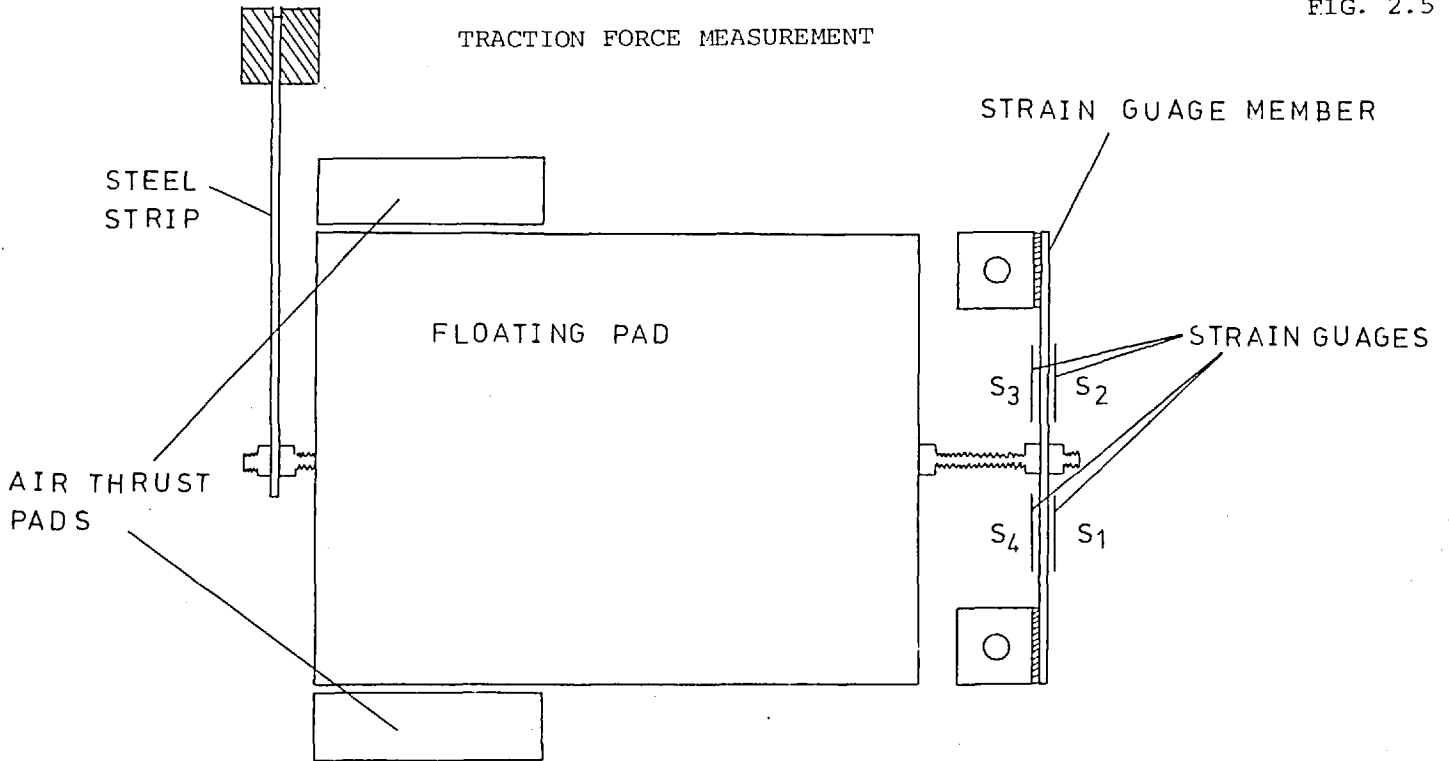 FIG. 2.5
TRACTION FORCE MEASUREMENT
STRAIN GUAGE MEMBER
STEEL
STRIP
FLOATING PAD
STRAIN GUAGES
S3
S2
AIR THRUST
PADS
S4
S1